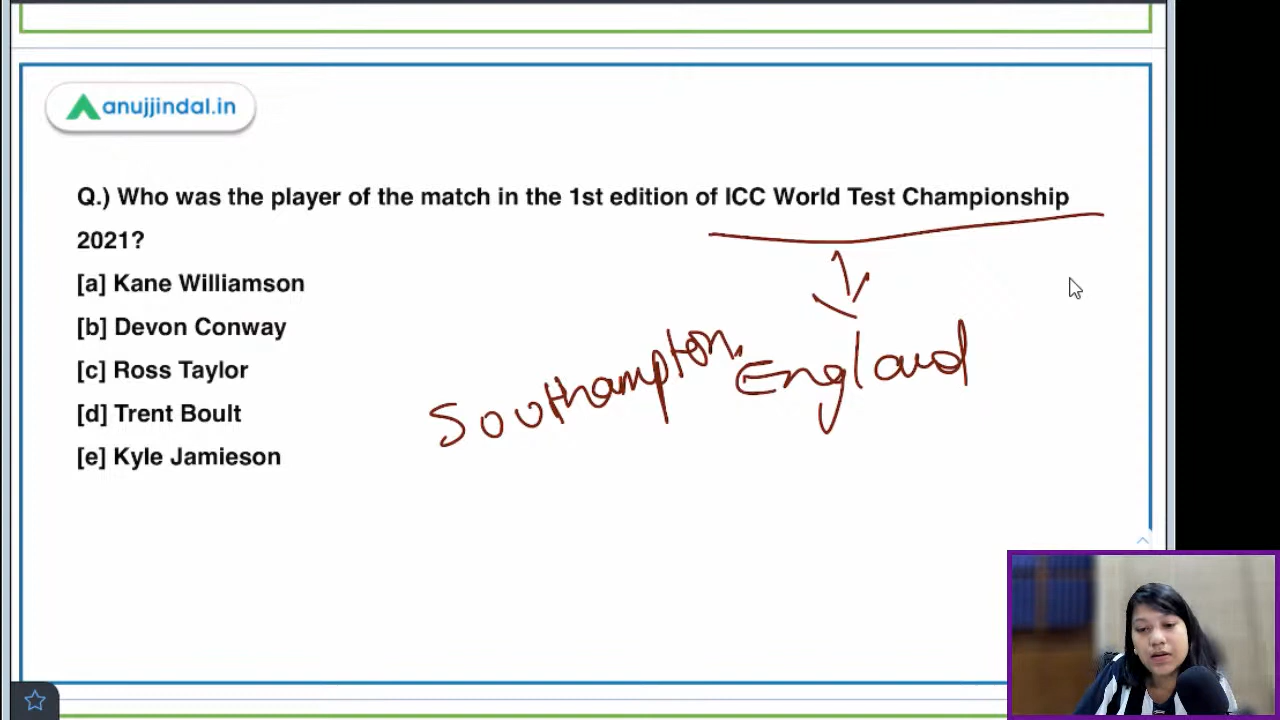 anujjindal.in
Q.) Who was the player of the match in the 1st edition of ICC World Test Championship
2021?
[a] Kane Williamson
[b] Devon Conway
[c] Ross Taylor
[d] Trent Boult
[e] Kyle Jamieson
Southampton, England